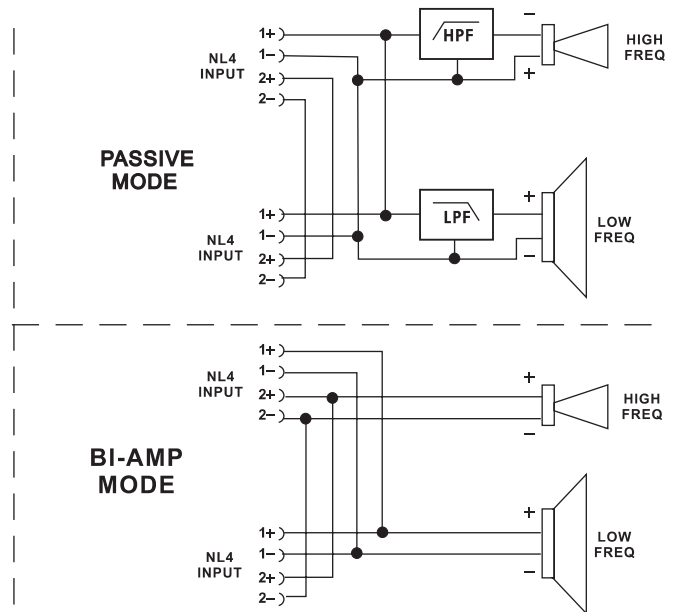 1+
1−
2+
2−
NL4
INPUT
HPF
−
+
HIGH
FREQ
PASSIVE
MODE
1+
1−
2+
2−
NL4
INPUT
LPF
+
−
LOW
FREQ
1+
1−
2+
2−
NL4
INPUT
+
−
HIGH
FREQ
BI-AMP
MODE
1+
1−
2+
2−
NL4
INPUT
+
−
LOW
FREQ